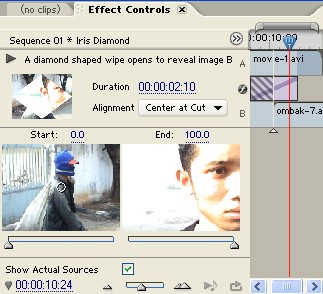 (no clips)
Effect Controls
Sequence 01 * Iris Diamond
:00:10:00
A diamond shaped wipe opens to reveal image B
A
mov e-1.avi
Duration 00:00:02:10
Alignment Center at Cut
B
ombak-7.a
Start: 0.0 End: 100.0
Show Actual Sources
00:00:10:24